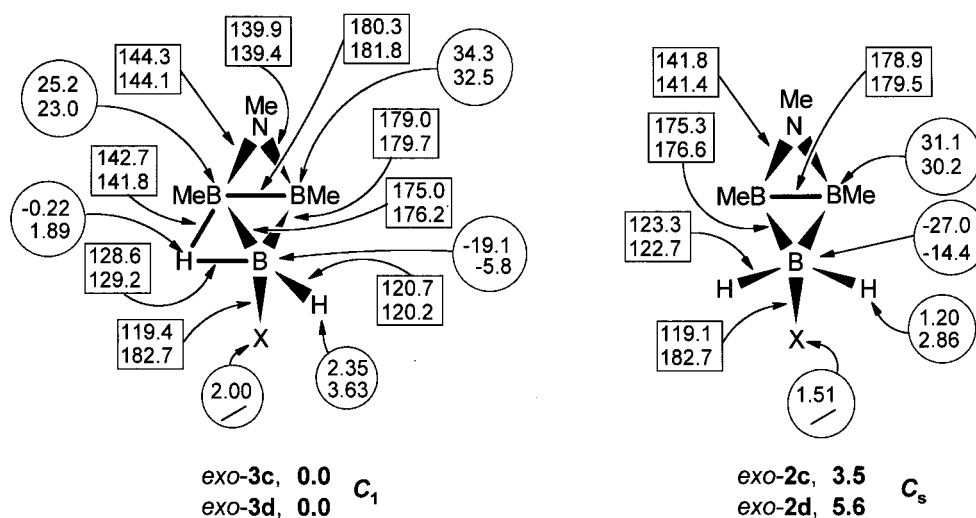 139.9
139.4
180.3
181.8
144.3
144.1
34.3
32.5
25.2
23.0
Me
N
179.0
179.7
142.7
141.8
MeB
BMe
175.0
176.2
-0.22
1.89
H
B
-19.1
-5.8
128.6
129.2
H
120.7
120.2
119.4
182.7
X
2.00
2.35
3.63
exo-3c, 0.0
exo-3d, 0.0
C1
141.8
141.4
178.9
179.5
Me
N
175.3
176.6
31.1
30.2
MeB
BMe
123.3
122.7
B
-27.0
-14.4
H
H
119.1
182.7
X
1.20
2.86
1.51
exo-2c, 3.5
exo-2d, 5.6
Cs